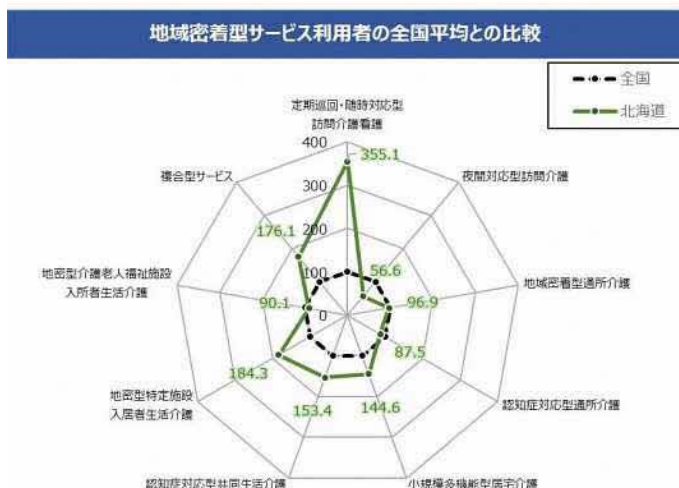 地域密着型サービス利用者の全国平均との比較
全国
北海道
定期巡回・随時対応型
訪問介護看護
400
355.1
複合型サービス
夜間対応型訪問介護
300
176.1
200
地密型介護老人福祉施設
入所者生活介護
100
56.6
地域密着型通所介護
90.1
96.9
0
87.5
184.3
地密型特定施設
入居者生活介護
153.4
144.6
認知症対応型通所介護
認知症対応型共同生活介護
小規模多機能型居宅介護